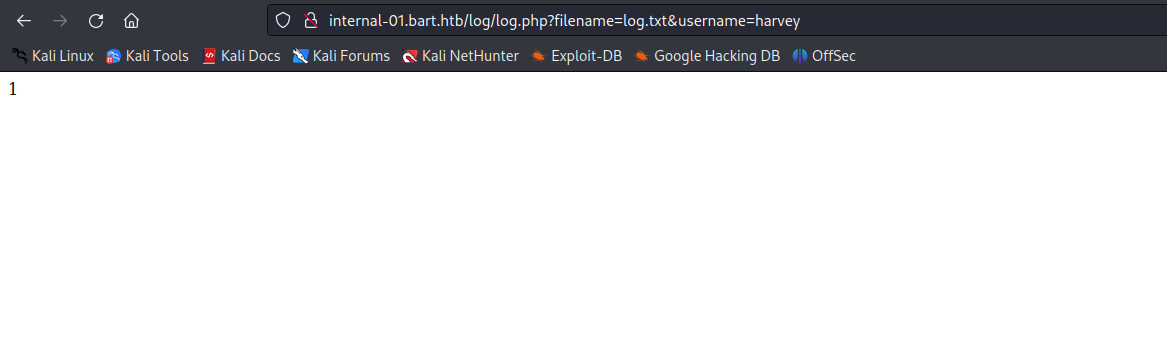 internal-01.bart.htb/log/log.php?filename=log.txt&username=harvey
Kali Linux Kali Tools Kali Docs Kali Forums Kali NetHunter Exploit-DB Google Hacking DB OffSec
1